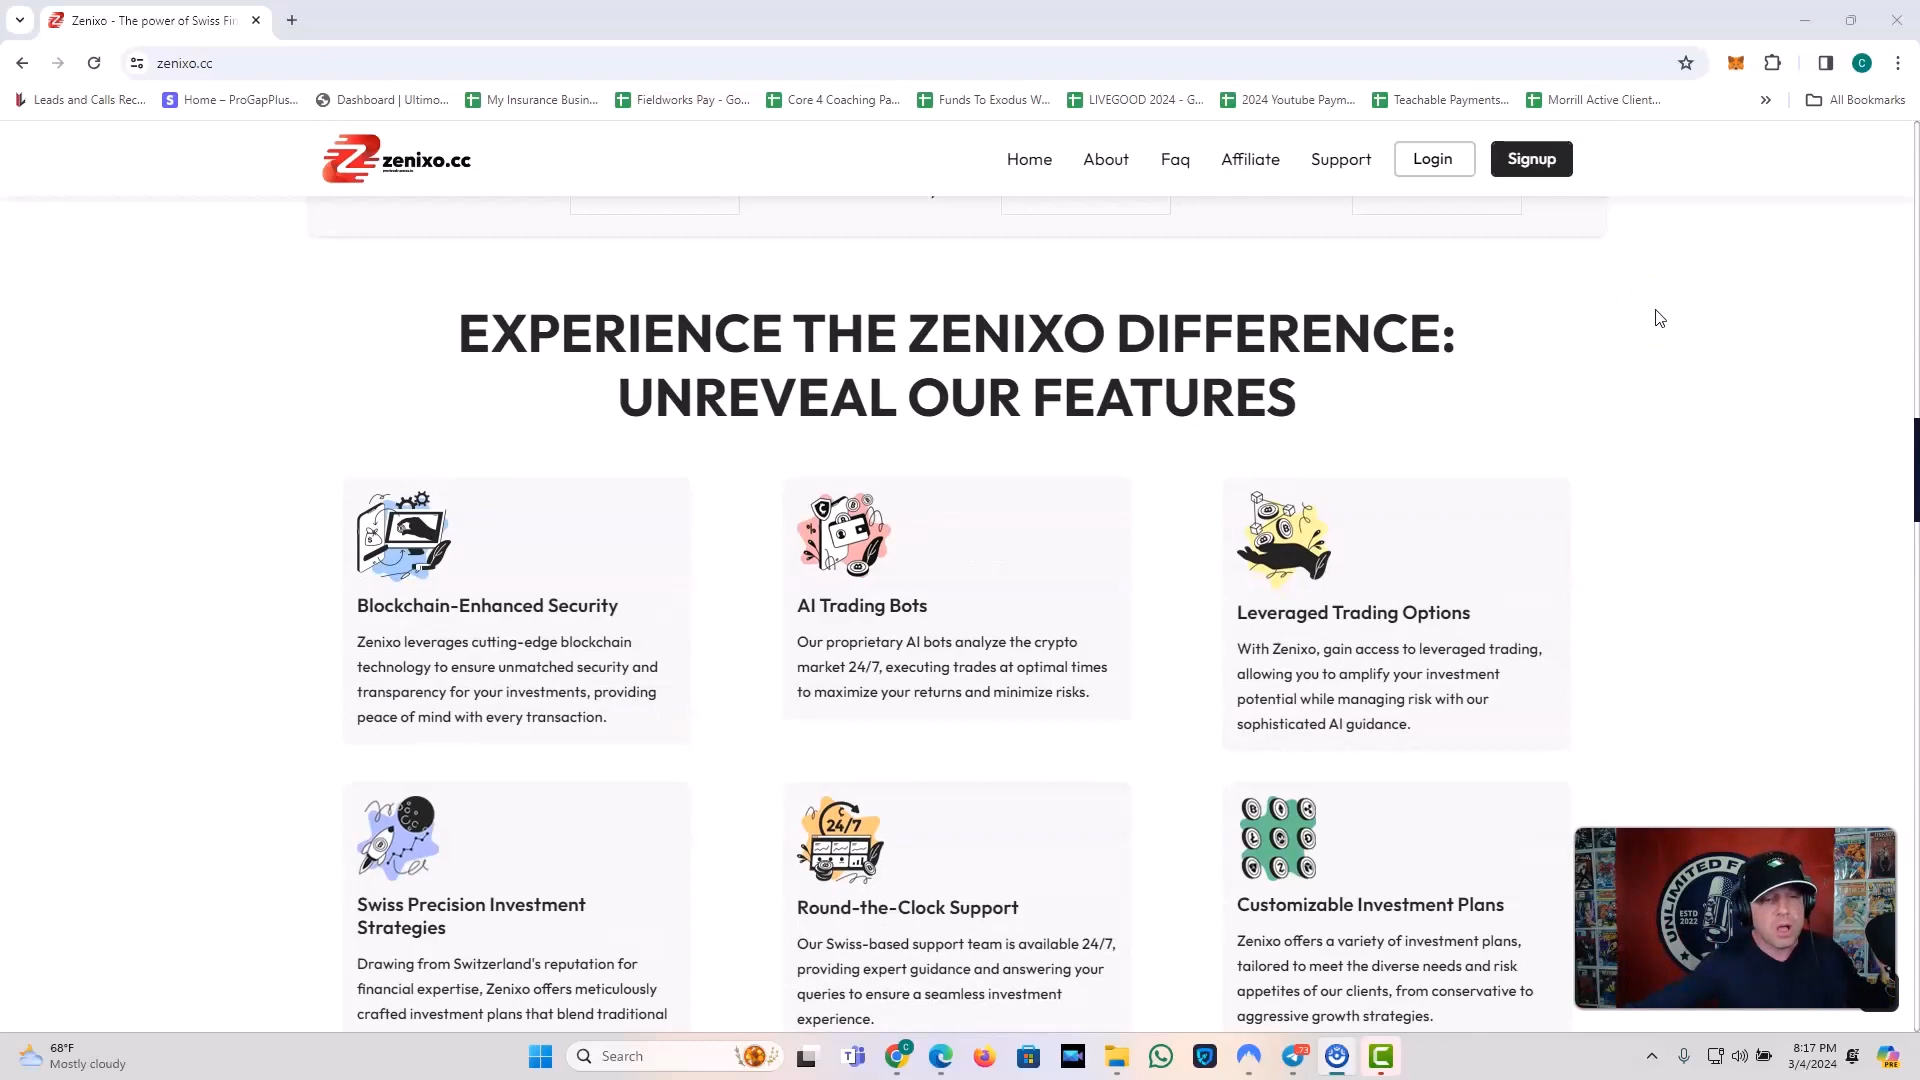 Zenixo - The power of Swiss Fin
zenixo.cc
Leads and Calls Rec...
Home – ProGapPlus...
Dashboard | Ultimo...
My Insurance Busin...
Fieldworks Pay - Go...
Core 4 Coaching Pa...
Funds To Exodus W...
LIVEGOOD 2024 - G...
2024 Youtube Paym...
Teachable Payments...
Morrill Active Client...
All Bookmarks
zenixo.cc
Home
About
Faq
Affiliate
Support
Login
Signup
EXPERIENCE THE ZENIXO DIFFERENCE:
UNREVEAL OUR FEATURES
Blockchain-Enhanced Security
Zenixo leverages cutting-edge blockchain
technology to ensure unmatched security and
transparency for your investments, providing
peace of mind with every transaction.
AI Trading Bots
Our proprietary AI bots analyze the crypto
market 24/7, executing trades at optimal times
to maximize your returns and minimize risks.
Leveraged Trading Options
With Zenixo, gain access to leveraged trading,
allowing you to amplify your investment
potential while managing risk with our
sophisticated AI guidance.
Swiss Precision Investment
Strategies
Drawing from Switzerland's reputation for
financial expertise, Zenixo offers meticulously
crafted investment plans that blend traditional
24/7
Round-the-Clock Support
Our Swiss-based support team is available 24/7,
providing expert guidance and answering your
queries to ensure a seamless investment
experience.
Customizable Investment Plans
Zenixo offers a variety of investment plans,
tailored to meet the diverse needs and risk
appetites of our clients, from conservative to
aggressive growth strategies.
UNLIMITED F
ESTD
2022
68°F
Mostly cloudy
Search
C
73
8:17 PM
3/4/2024
PRE